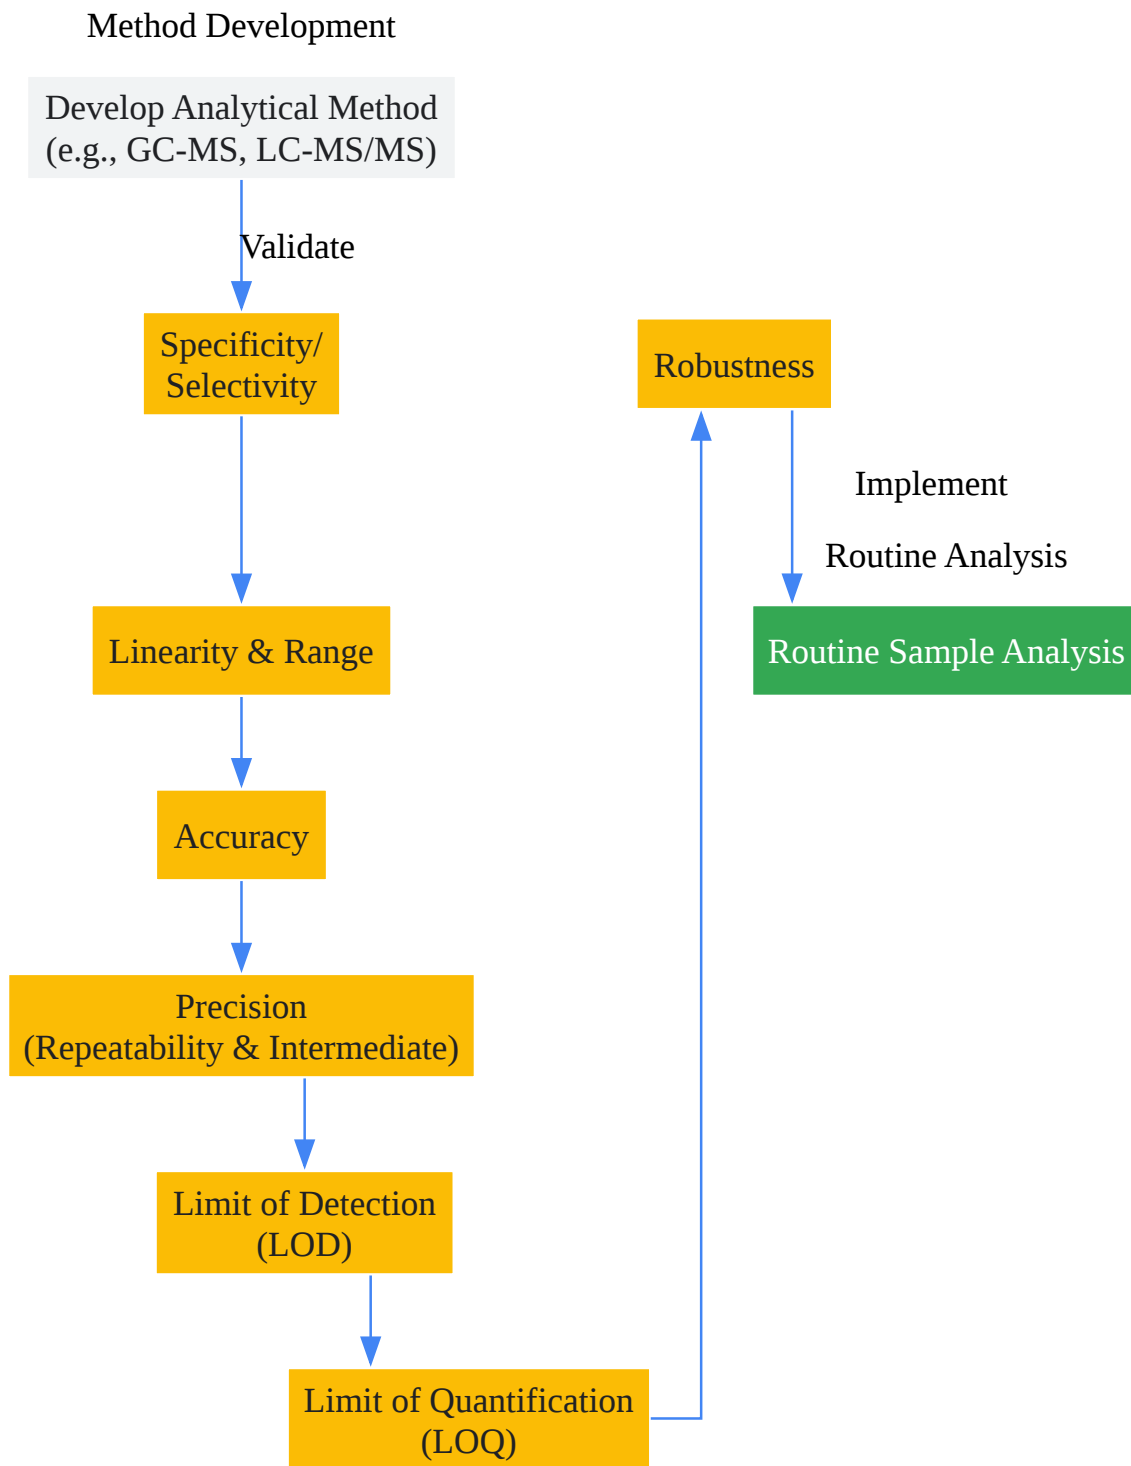 Method Development
Develop Analytical Method
(e.g., GC-MS, LC-MS/MS)
Validate
Specificity/
Selectivity
Linearity & Range
Accuracy
Precision
(Repeatability & Intermediate)
Limit of Detection
(LOD)
Limit of Quantification
(LOQ)
Robustness
Implement
Routine Analysis
Routine Sample Analysis